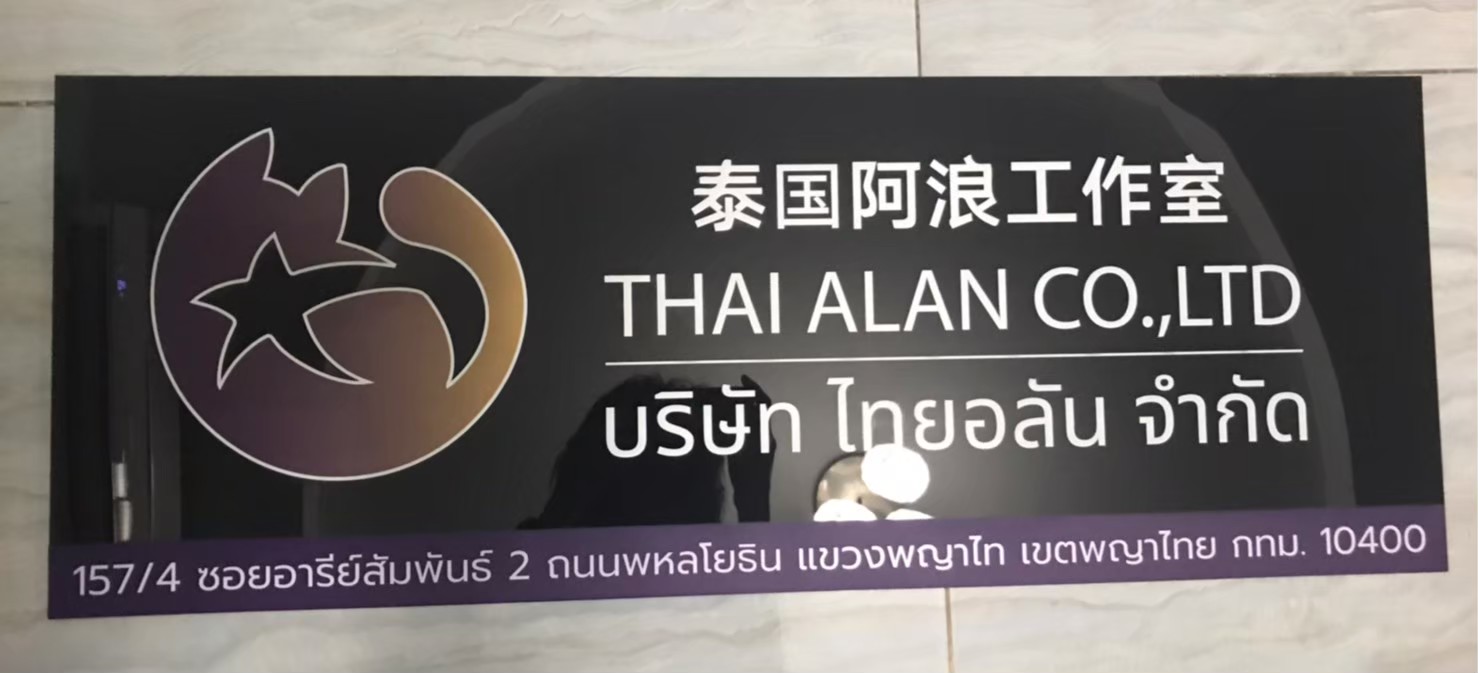 泰国阿浪工作室
THAI ALAN CO.,LTD
บริษัท ไทยอลัน จำกัด
157/4 ซอยอารีย์สัมพันธ์ 2 ถนนพหลโยธิน แขวงพญาไท เขตพญาไทย กทม. 10400